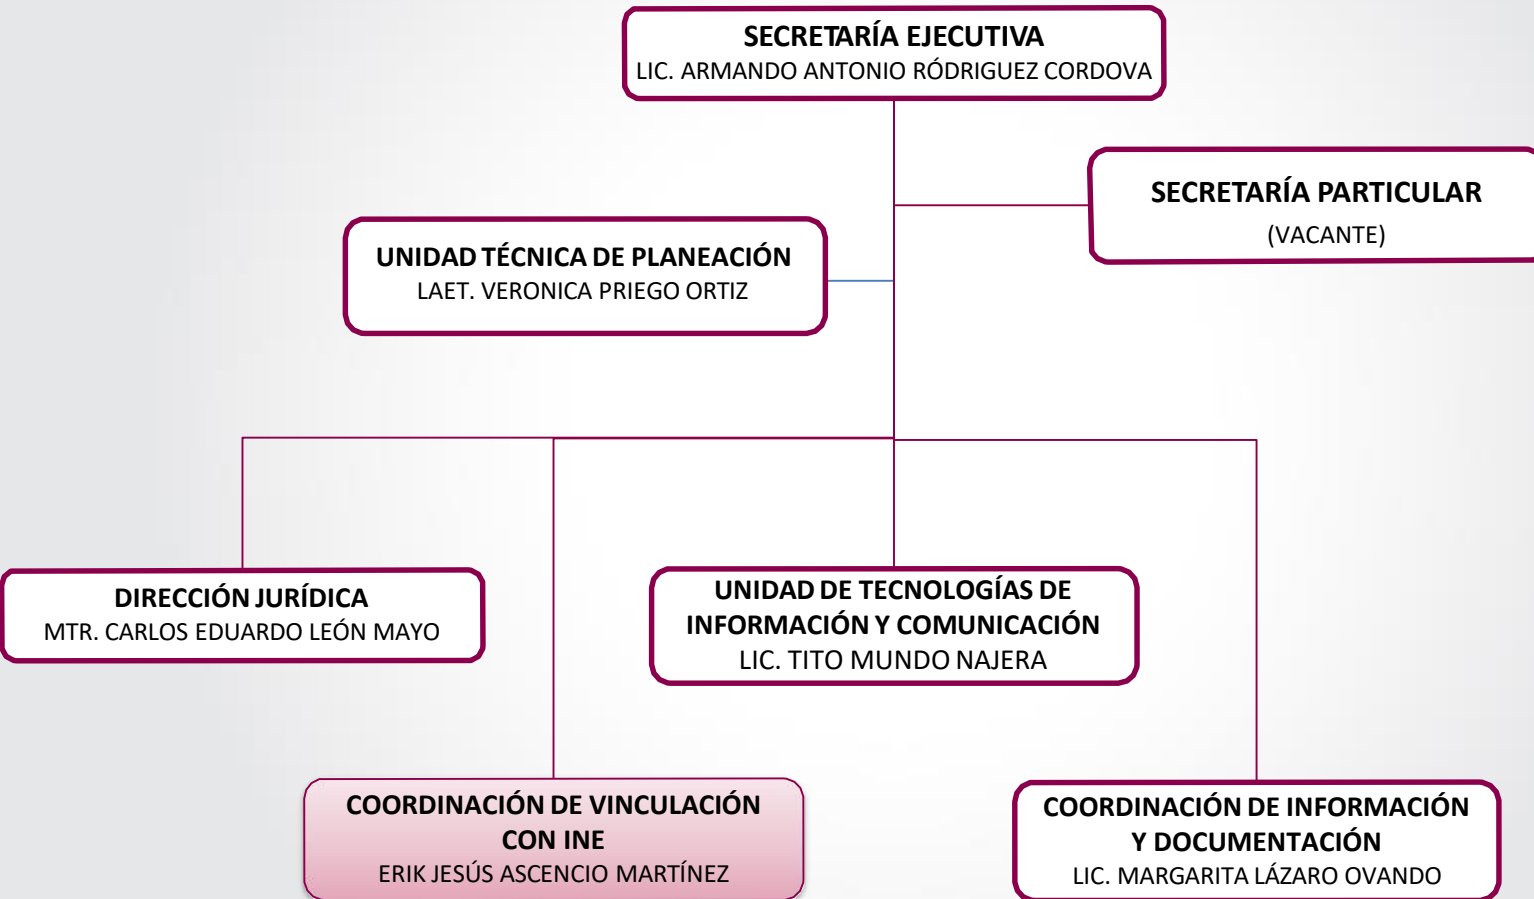 SECRETARÍA EJECUTIVA
LIC. ARMANDO ANTONIO RÓDRIGUEZ CORDOVA
SECRETARÍA PARTICULAR
(VACANTE)
UNIDAD TÉCNICA DE PLANEACIÓN
LAET. VERONICA PRIEGO ORTIZ
DIRECCIÓN JURÍDICA
MTR. CARLOS EDUARDO LEÓN MAYO
UNIDAD DE TECNOLOGÍAS DE
INFORMACIÓN Y COMUNICACIÓN
LIC. TITO MUNDO NAJERA
COORDINACIÓN DE VINCULACIÓN
CON INE
ERIK JESÚS ASCENCIO MARTÍNEZ
COORDINACIÓN DE INFORMACIÓN
Y DOCUMENTACIÓN
LIC. MARGARITA LÁZARO OVANDO